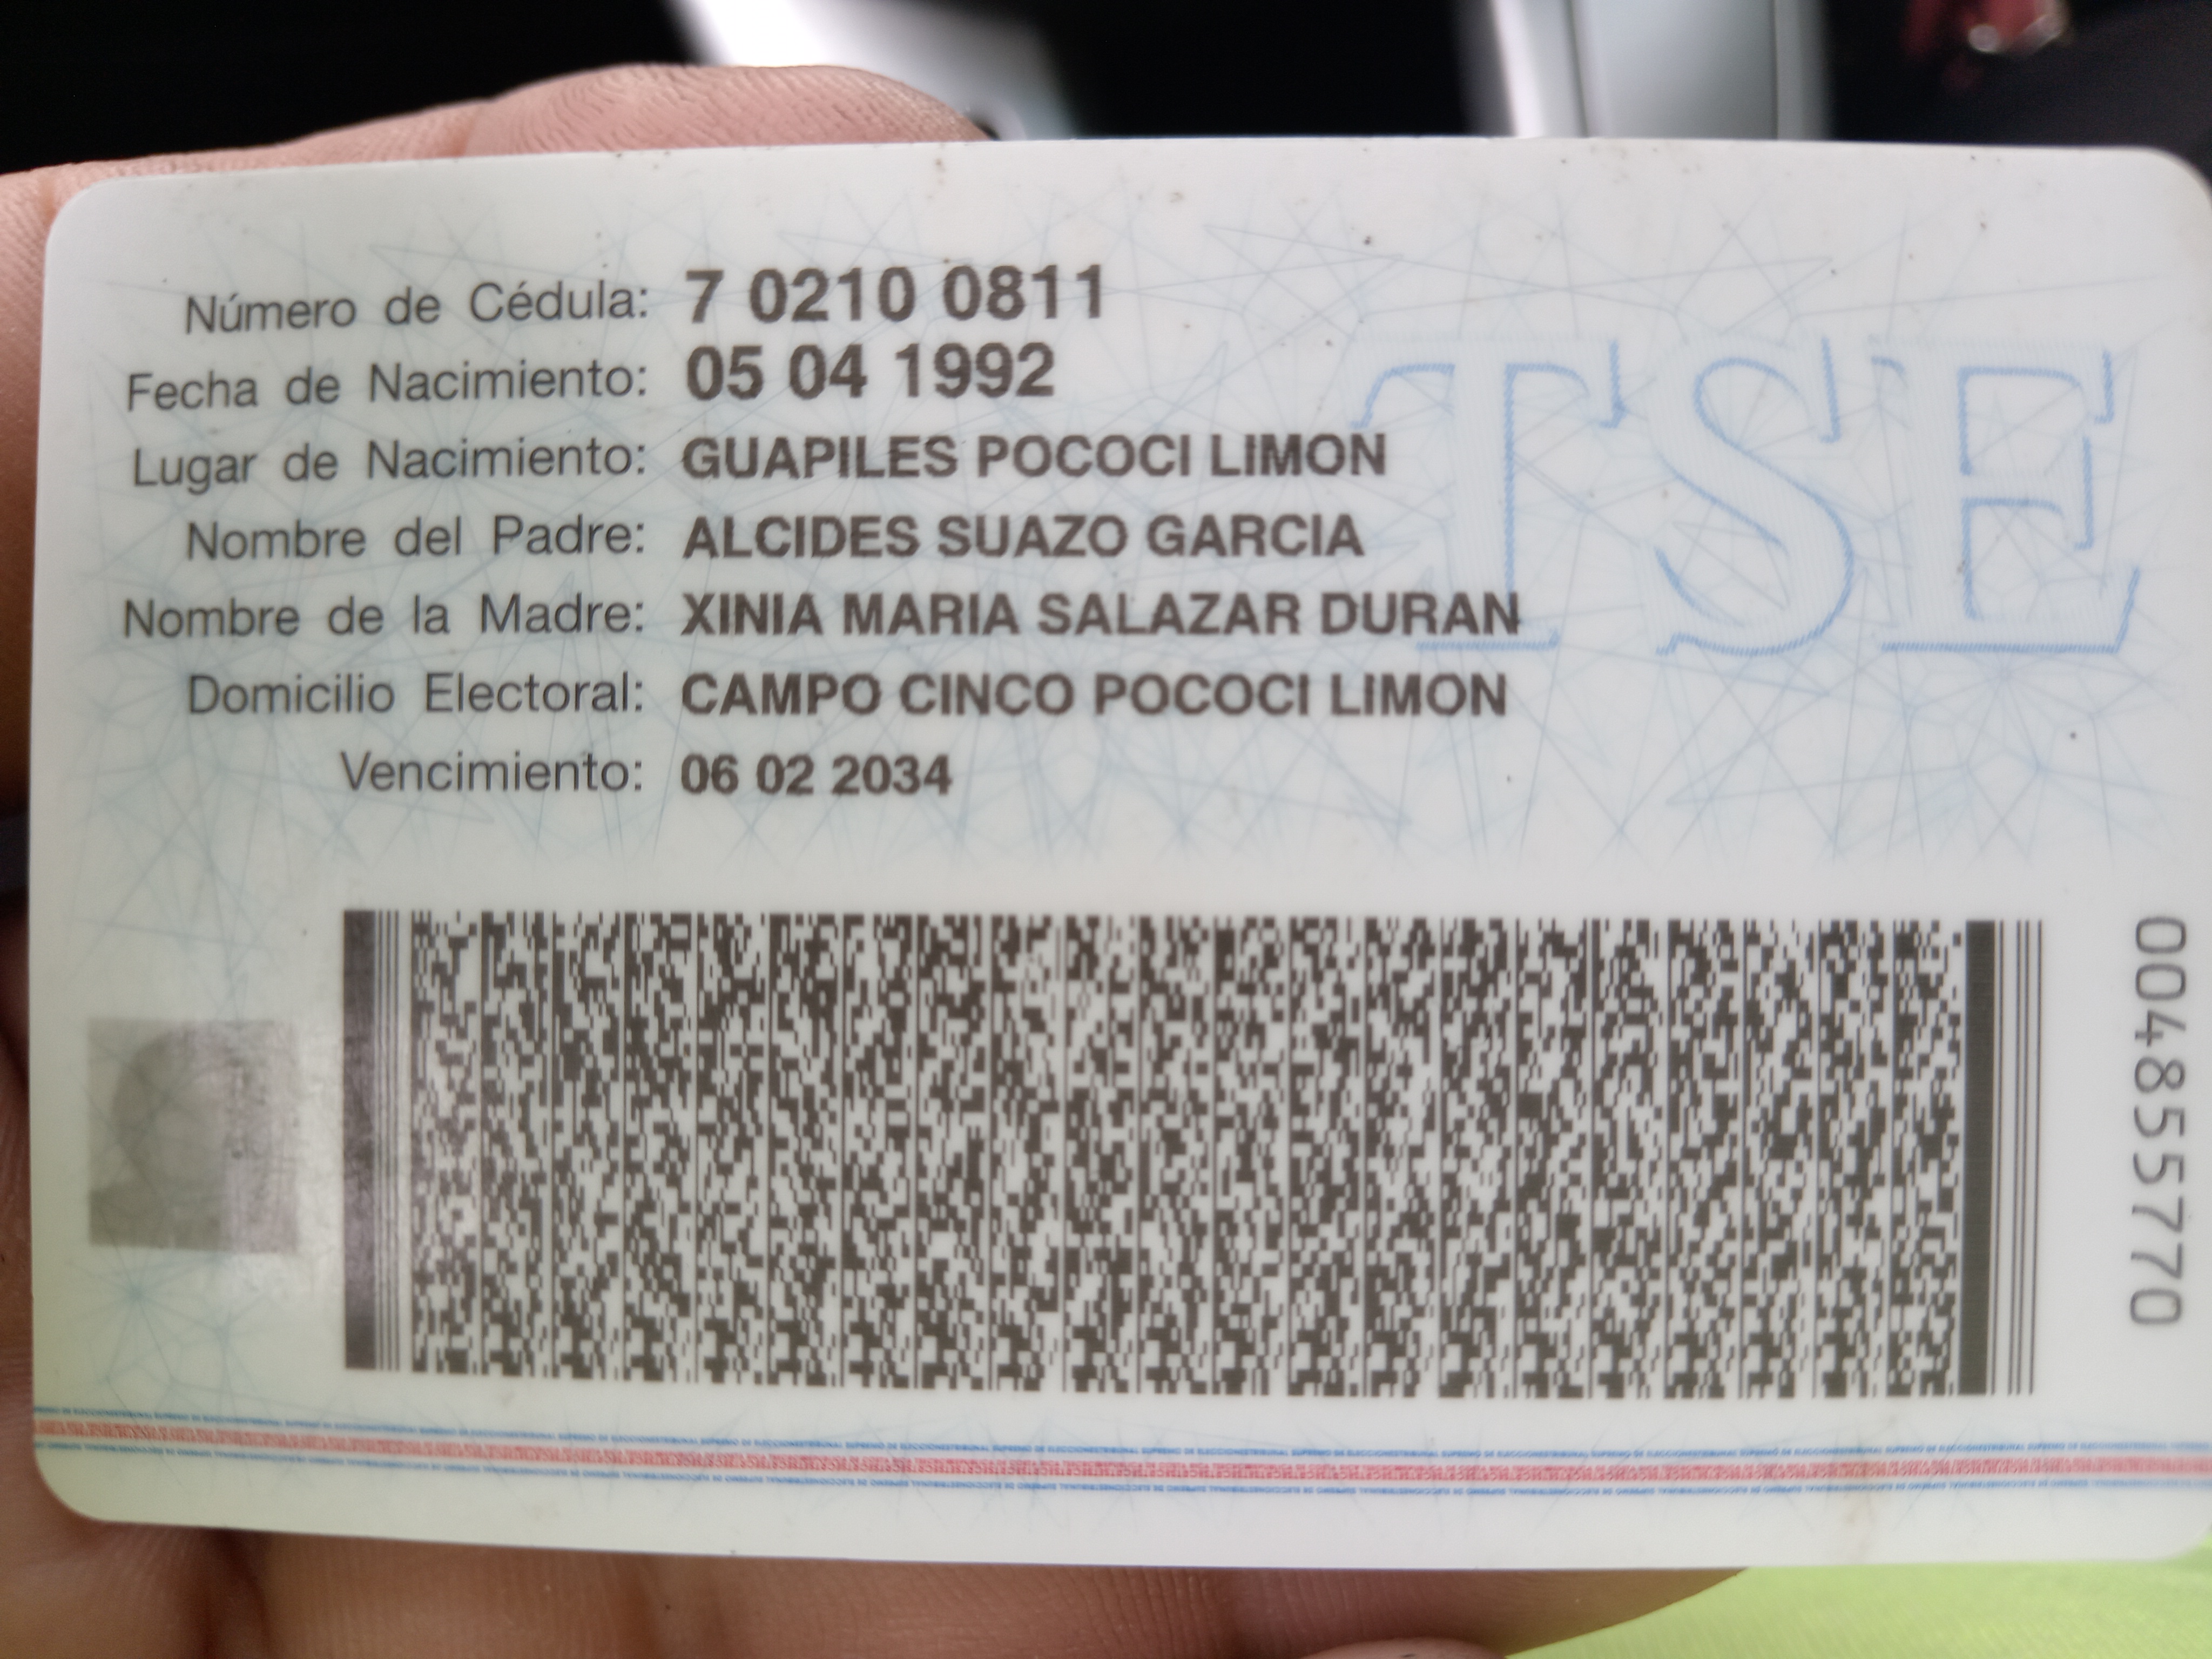 Número de Cédula: 7 0210 0811
Fecha de Nacimiento: 05 04 1992
Lugar de Nacimiento: GUAPILES POCOCI LIMON
Nombre del Padre: ALCIDES SUAZO GARCIA
Nombre de la Madre: XINIA MARIA SALAZAR DURAN
Domicilio Electoral: CAMPO CINCO POCOCI LIMON
Vencimiento: 06 02 2034
TSE
004855770